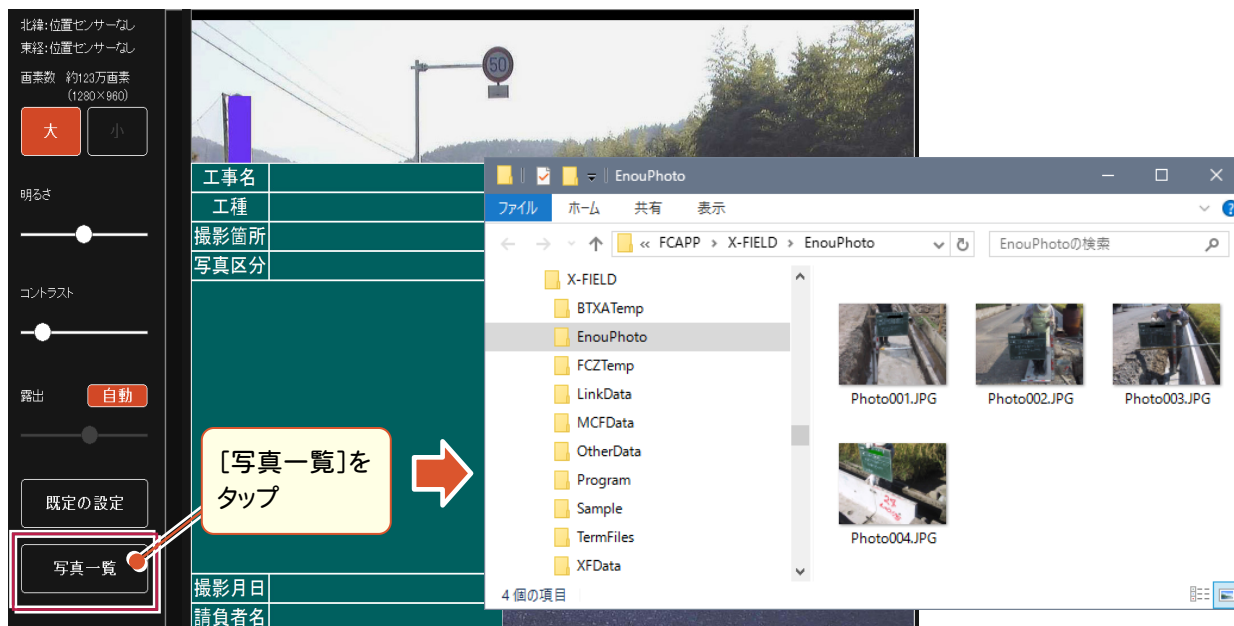 北緯:位置センサーなし
東経:位置センサーなし
画素数 約123万画素
(1280×960)
大 小
明るさ
コントラスト
露出 自動
既定の設定
写真一覧
50
工事名
工種
撮影箇所
写真区分
撮影月日
請負者名
[写真一覧]を
タップ
EnouPhoto
ファイル ホーム 共有 表示
« FCAPP › X-FIELD › EnouPhoto
EnouPhotoの検索
X-FIELD
BTXATemp
EnouPhoto
FCZTemp
LinkData
MCFData
OtherData
Program
Sample
TermFiles
XFData
Photo001.JPG Photo002.JPG Photo003.JPG
Photo004.JPG
4 個の項目